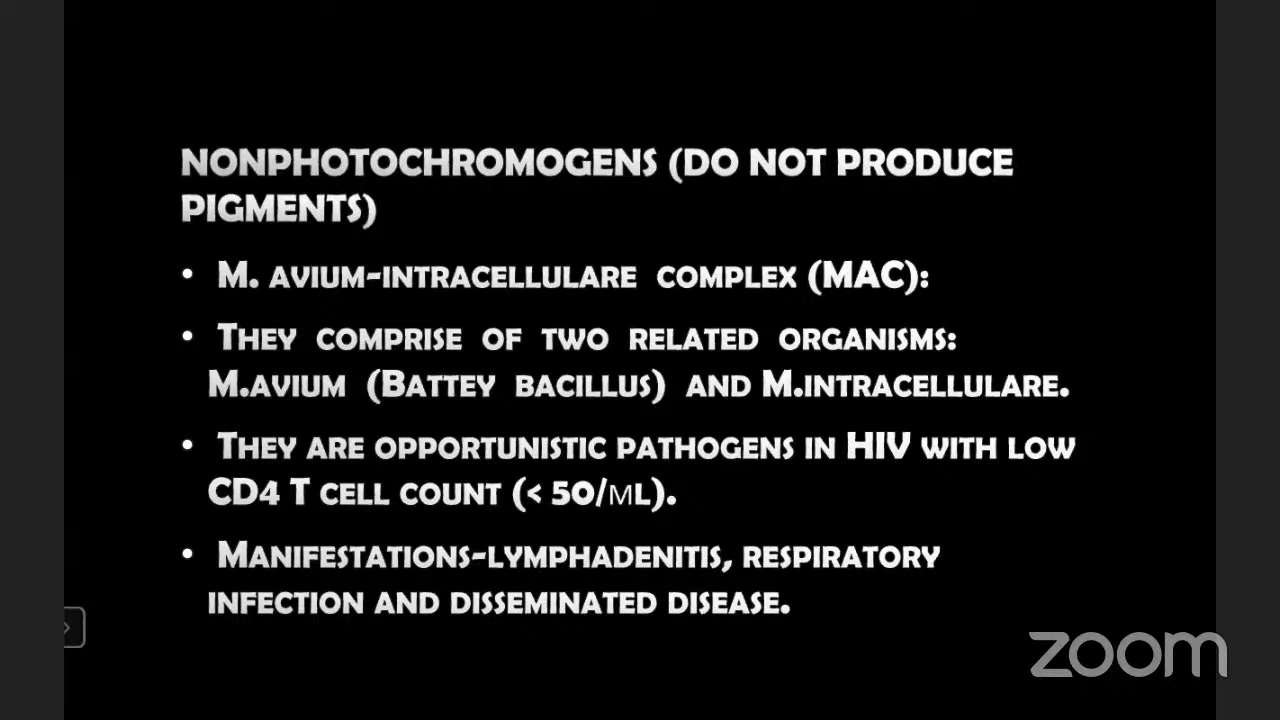 NONPHOTOCHROMOGENS (DO NOT PRODUCE
PIGMENTS)
• M. AVIUM-INTRACELLULARE COMPLEX (MAC):
• THEY COMPRISE OF TWO RELATED ORGANISMS:
M.AVIUM (BATTEY BACILLUS) AND M.INTRACELLULARE.
• THEY ARE OPPORTUNISTIC PATHOGENS IN HIV WITH LOW
CD4 T CELL COUNT (< 50/ΜL).
• MANIFESTATIONS-LYMPHADENITIS, RESPIRATORY
INFECTION AND DISSEMINATED DISEASE.
zoom